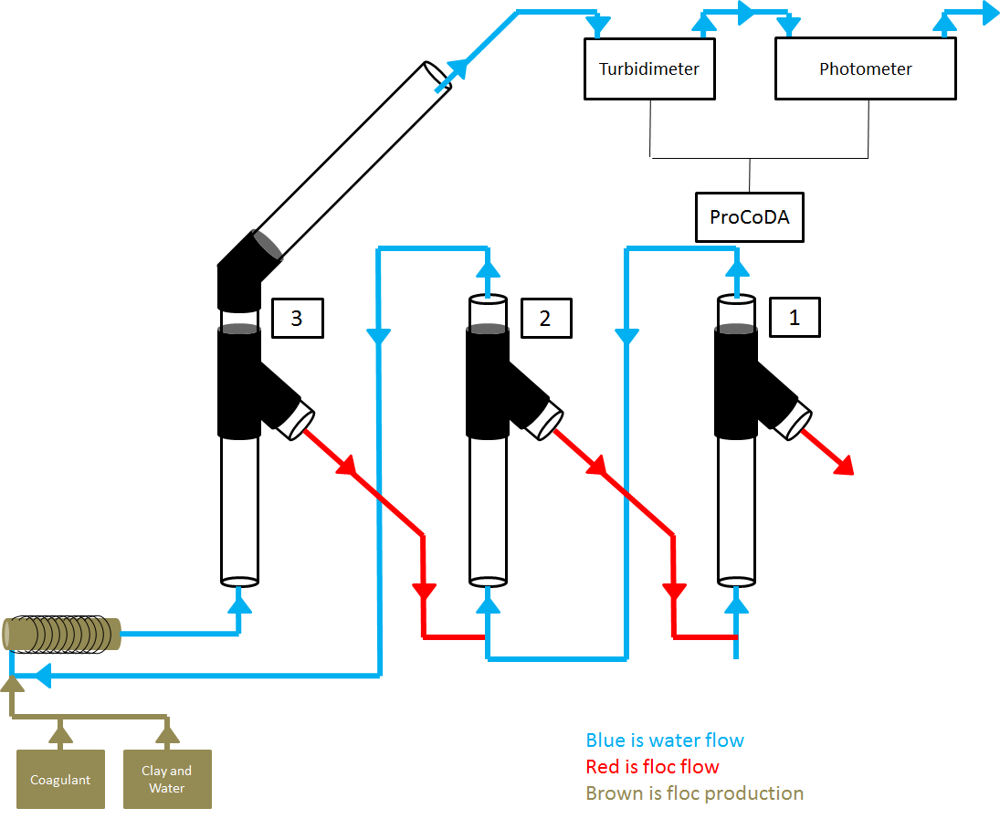 Turbidimeter
Photometer
ProCoDA
3
2
1
Coagulant
Clay and
Water
Blue is water flow
Red is floc flow
Brown is floc production